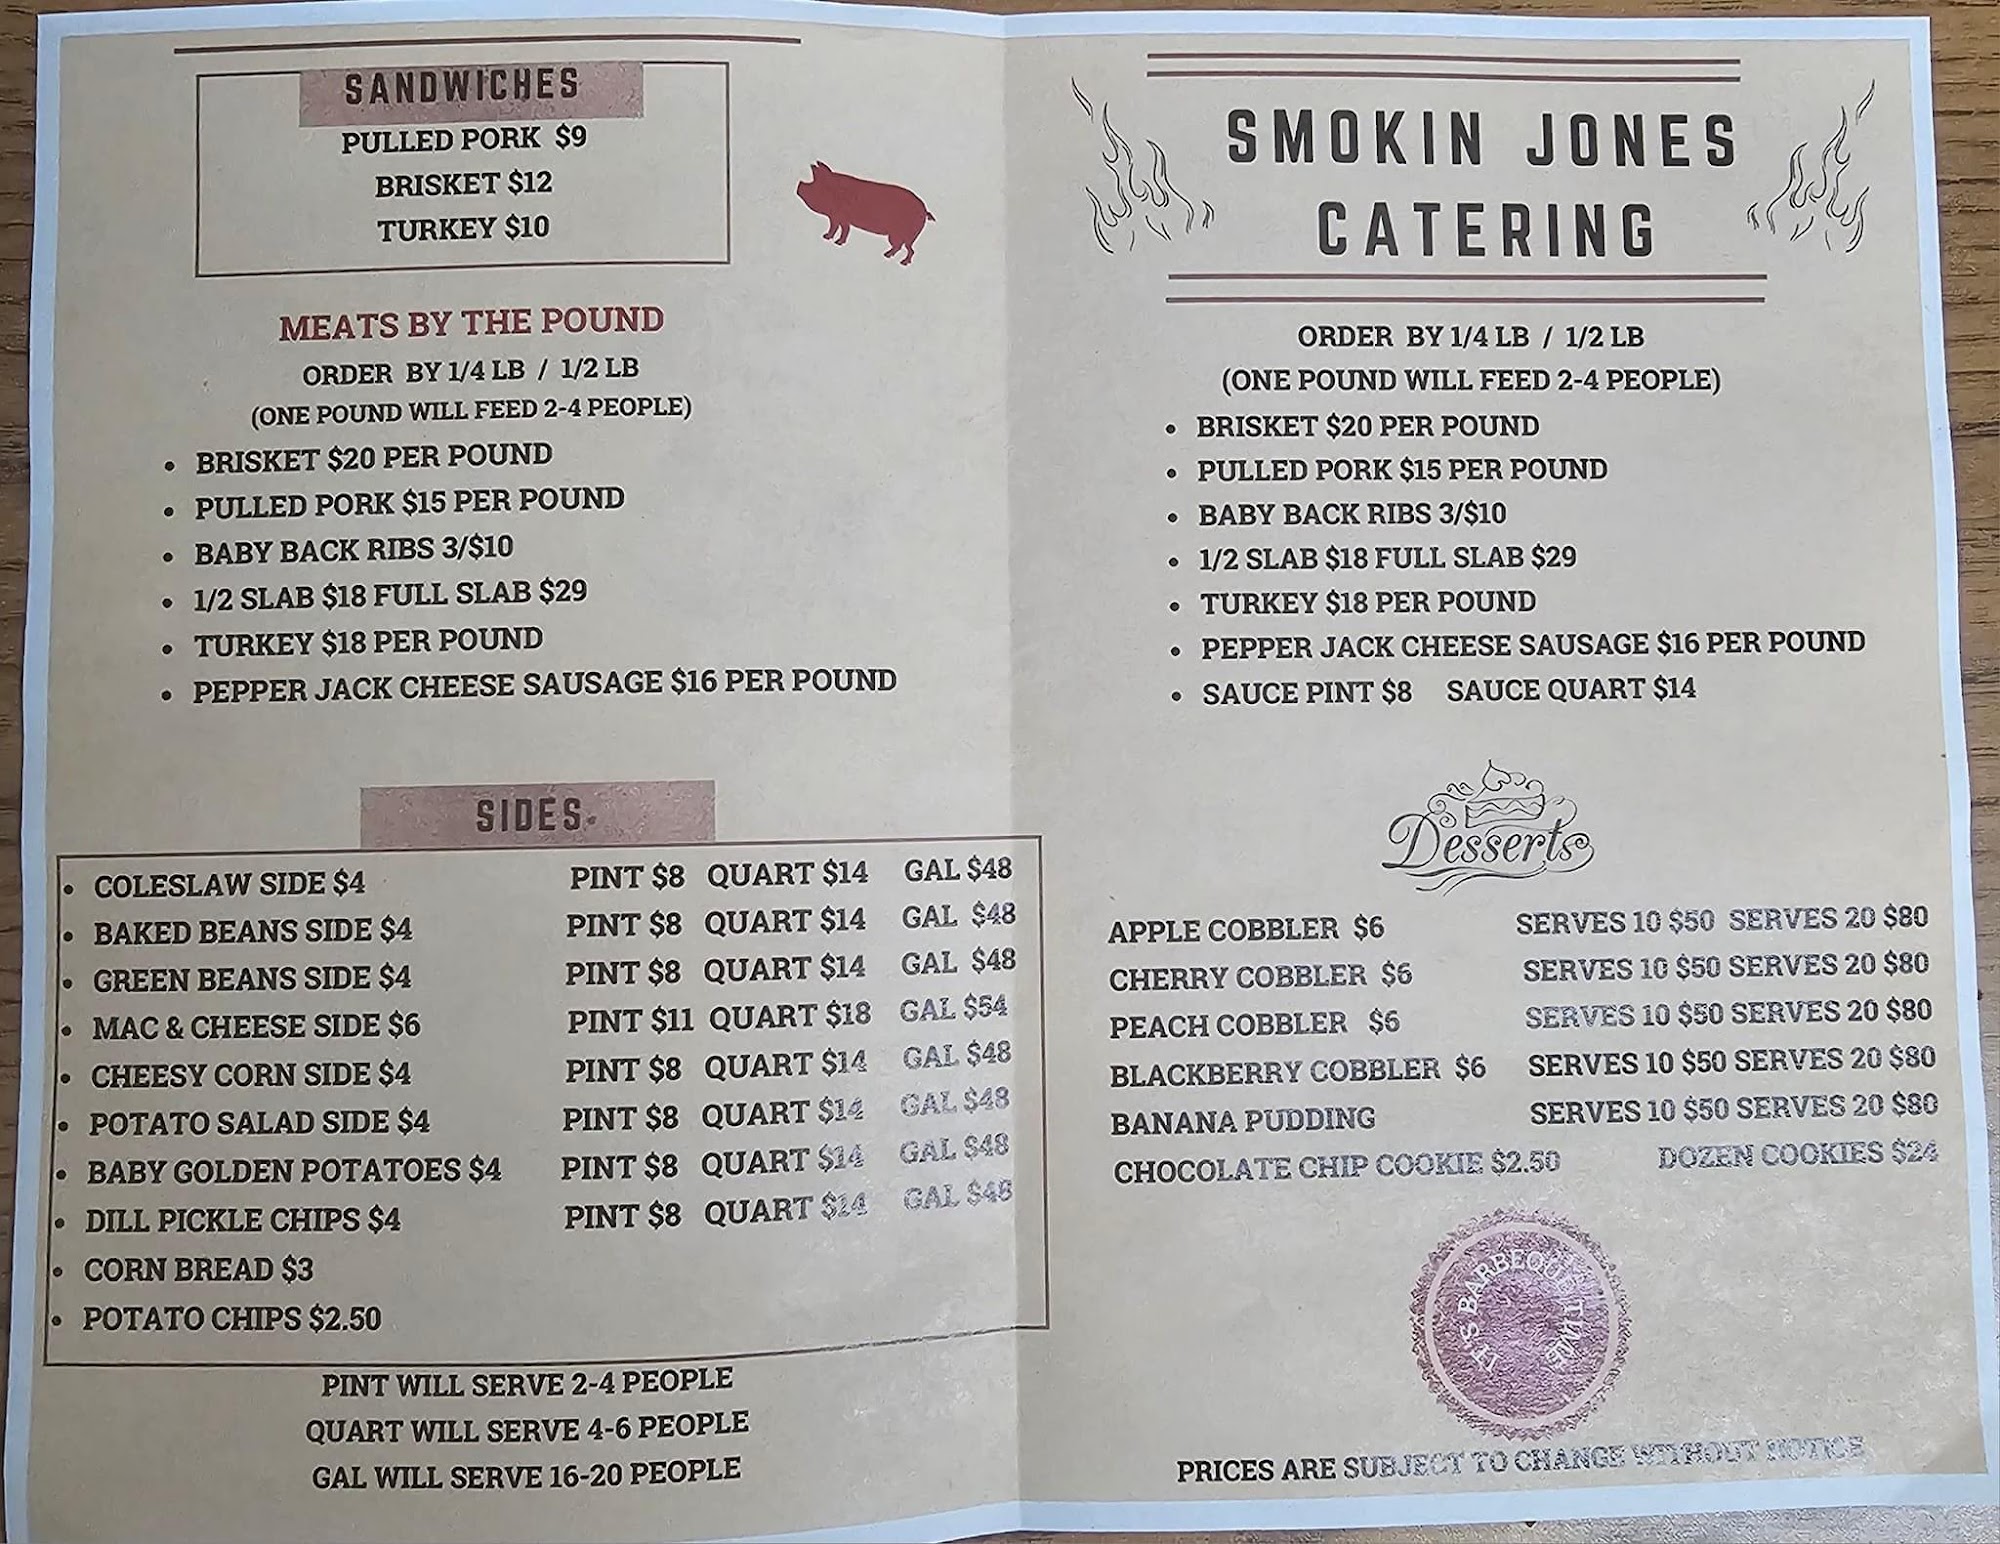 SANDWICHES
PULLED PORK $9
BRISKET $12
TURKEY $10
MEATS BY THE POUND
ORDER BY 1/4 LB / 1/2 LB
(ONE POUND WILL FEED 2-4 PEOPLE)
• BRISKET $20 PER POUND
• PULLED PORK $15 PER POUND
• BABY BACK RIBS 3/$10
• 1/2 SLAB $18 FULL SLAB $29
• TURKEY $18 PER POUND
• PEPPER JACK CHEESE SAUSAGE $16 PER POUND
SIDES
• COLESLAW SIDE $4 PINT $8 QUART $14 GAL $48
• BAKED BEANS SIDE $4 PINT $8 QUART $14 GAL $48
• GREEN BEANS SIDE $4 PINT $8 QUART $14 GAL $48
• MAC & CHEESE SIDE $6 PINT $11 QUART $18 GAL $54
• CHEESY CORN SIDE $4 PINT $8 QUART $14 GAL $48
• POTATO SALAD SIDE $4 PINT $8 QUART $14 GAL $48
• BABY GOLDEN POTATOES $4 PINT $8 QUART $14 GAL $48
• DILL PICKLE CHIPS $4 PINT $8 QUART $14 GAL $48
• CORN BREAD $3
• POTATO CHIPS $2.50
PINT WILL SERVE 2-4 PEOPLE
QUART WILL SERVE 4-6 PEOPLE
GAL WILL SERVE 16-20 PEOPLE
SMOKIN JONES
CATERING
ORDER BY 1/4 LB / 1/2 LB
(ONE POUND WILL FEED 2-4 PEOPLE)
• BRISKET $20 PER POUND
• PULLED PORK $15 PER POUND
• BABY BACK RIBS 3/$10
• 1/2 SLAB $18 FULL SLAB $29
• TURKEY $18 PER POUND
• PEPPER JACK CHEESE SAUSAGE $16 PER POUND
• SAUCE PINT $8 SAUCE QUART $14
Desserts
APPLE COBBLER $6 SERVES 10 $50 SERVES 20 $80
CHERRY COBBLER $6 SERVES 10 $50 SERVES 20 $80
PEACH COBBLER $6 SERVES 10 $50 SERVES 20 $80
BLACKBERRY COBBLER $6 SERVES 10 $50 SERVES 20 $80
BANANA PUDDING SERVES 10 $50 SERVES 20 $80
CHOCOLATE CHIP COOKIE $2.50 DOZEN COOKIES $24
IT'S BARBEQUE TIME
PRICES ARE SUBJECT TO CHANGE WITHOUT NOTICE